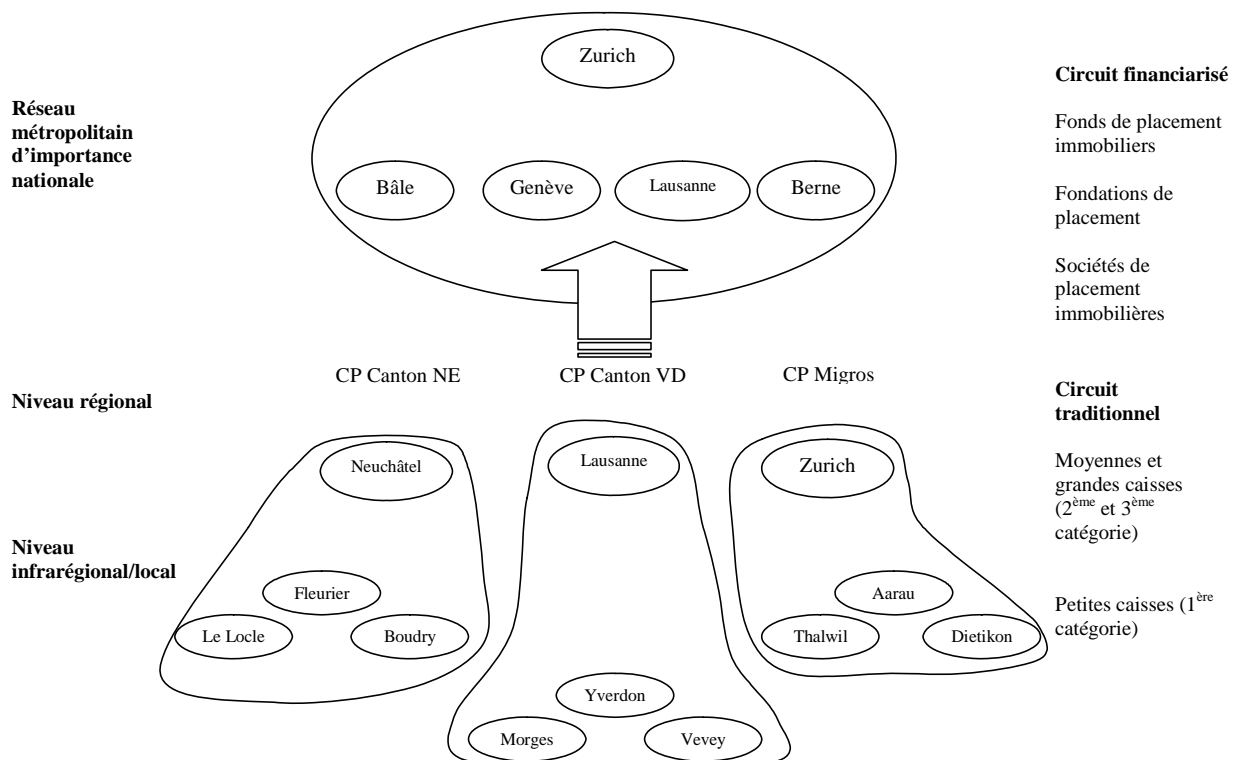 Réseau
métropolitain
d'importance
nationale
Zurich
Bâle
Genève
Lausanne
Berne
Circuit financiarisé
Fonds de placement
immobiliers
Fondations de
placement
Sociétés de
placement
immobilières
CP Canton NE
CP Canton VD
CP Migros
Niveau régional
Niveau
infrarégional/local
Neuchâtel
Fleurier
Le Locle
Boudry
Lausanne
Yverdon
Morges
Vevey
Zurich
Aarau
Thalwil
Dietikon
Circuit
traditionnel
Moyennes et
grandes caisses
(2ème et 3ème
catégorie)
Petites caisses (1ère
catégorie)